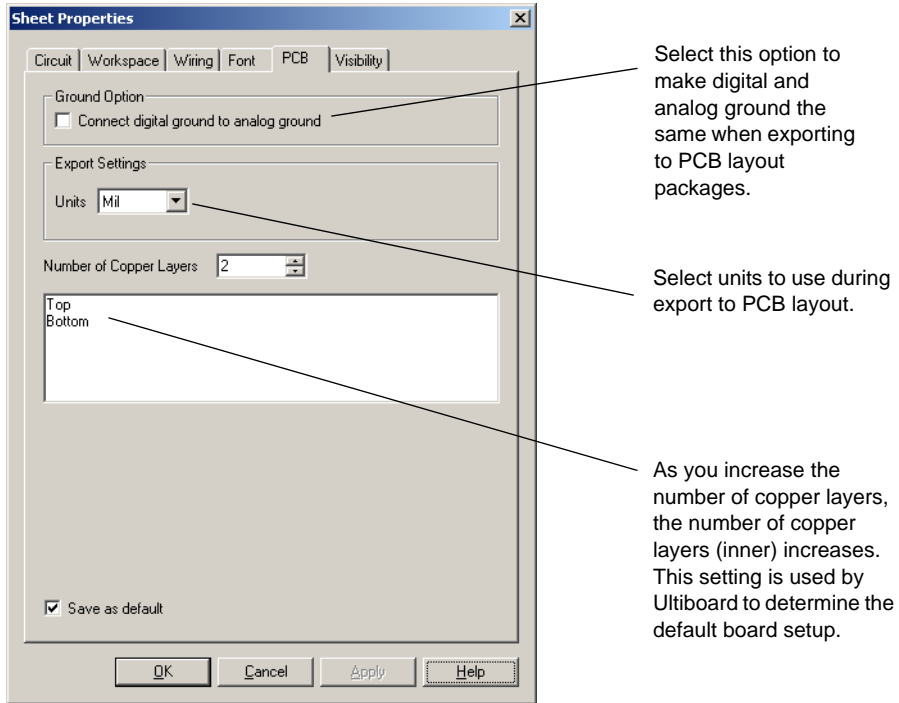 Sheet Properties
Circuit Workspace Wiring Font PCB Visibility
Ground Option
Connect digital ground to analog ground
Export Settings
Units Mil
Number of Copper Layers 2
Top
Bottom
Save as default
OK Cancel Apply Help
Select this option to
make digital and
analog ground the
same when exporting
to PCB layout
packages.
Select units to use during
export to PCB layout.
As you increase the
number of copper layers,
the number of copper
layers (inner) increases.
This setting is used by
Ultiboard to determine the
default board setup.